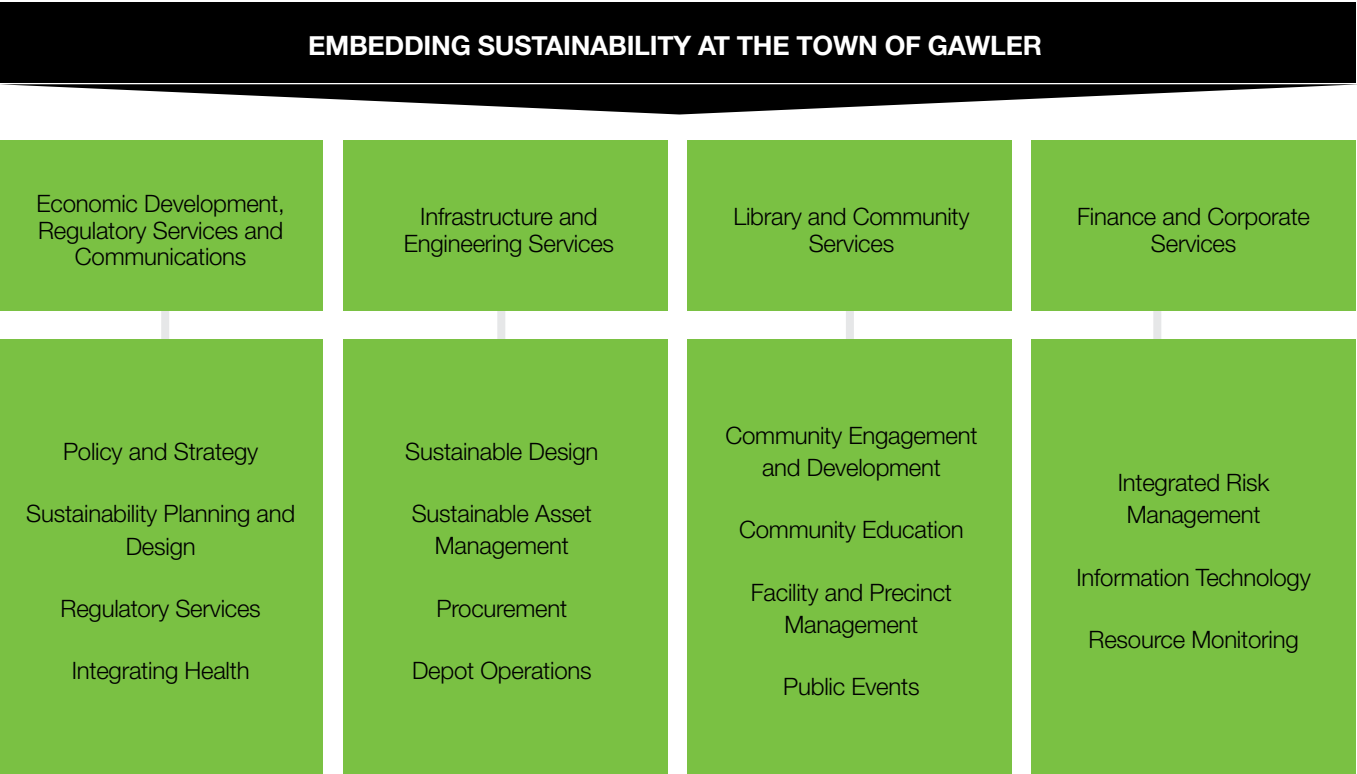 EMBEDDING SUSTAINABILITY AT THE TOWN OF GAWLER
Economic Development,
Regulatory Services and
Communications
Infrastructure and
Engineering Services
Library and Community
Services
Finance and Corporate
Services
Policy and Strategy
Sustainability Planning and
Design
Regulatory Services
Integrating Health
Sustainable Design
Sustainable Asset
Management
Procurement
Depot Operations
Community Engagement
and Development
Community Education
Facility and Precinct
Management
Public Events
Integrated Risk
Management
Information Technology
Resource Monitoring